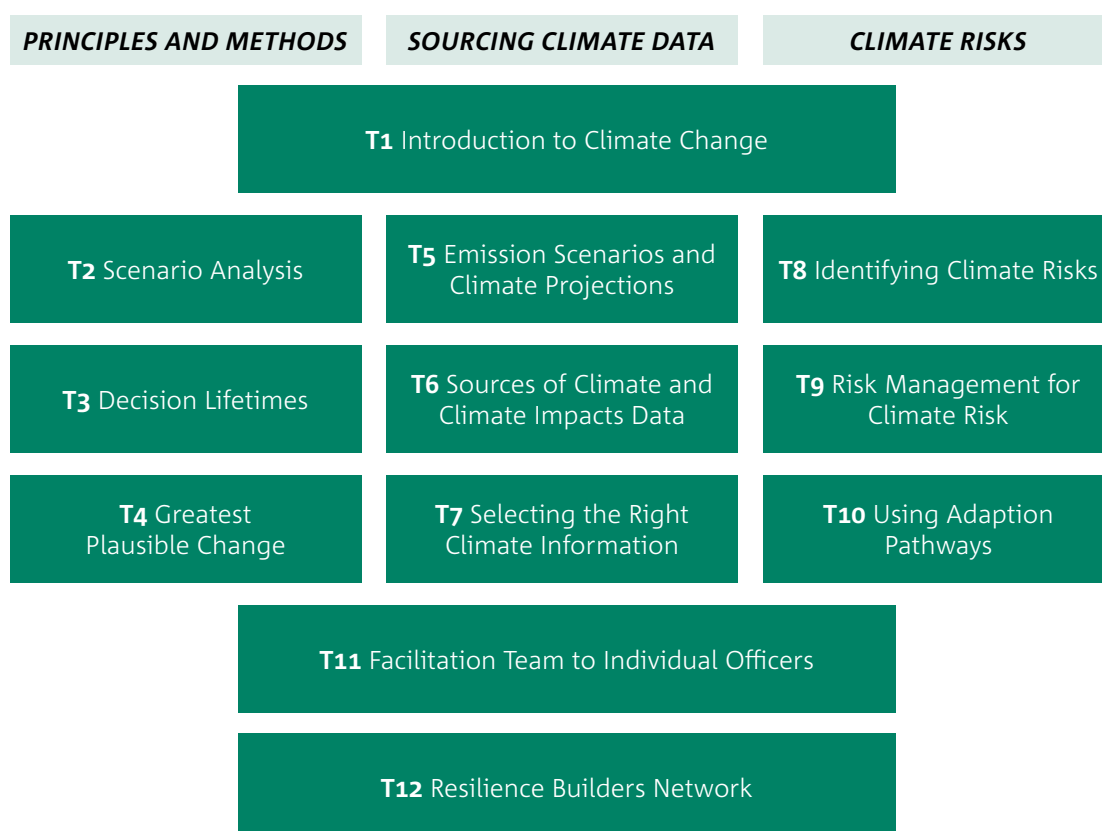 PRINCIPLES AND METHODS
SOURCING CLIMATE DATA
CLIMATE RISKS
T1 Introduction to Climate Change
T2 Scenario Analysis
T5 Emission Scenarios and
Climate Projections
T8 Identifying Climate Risks
T3 Decision Lifetimes
T6 Sources of Climate and
Climate Impacts Data
T9 Risk Management for
Climate Risk
T4 Greatest
Plausible Change
T7 Selecting the Right
Climate Information
T10 Using Adaption
Pathways
T11 Facilitation Team to Individual Officers
T12 Resilience Builders Network